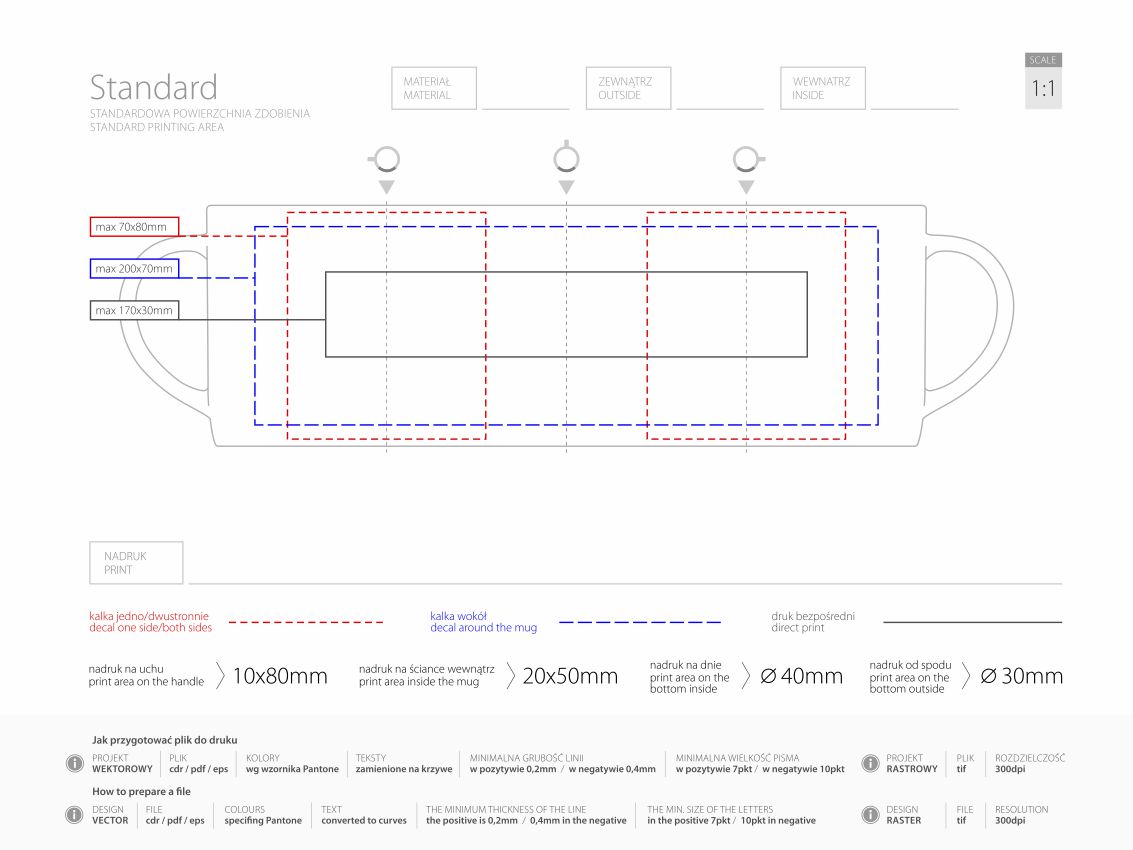 Standard
STANDARDOWA POWIERZCHNIA ZDOBIENIA
STANDARD PRINTING AREA
MATERIAŁ
MATERIAL
ZEWNĄTRZ
OUTSIDE
WEWNATRZ
INSIDE
SCALE
1:1
max 70x80mm
max 200x70mm
max 170x30mm
NADRUK
PRINT
kalka jedno/dwustronnie
decal one side/both sides
kalka wokół
decal around the mug
druk bezpośredni
direct print
nadruk na uchu
print area on the handle
10x80mm
nadruk na ściance wewnątrz
print area inside the mug
20x50mm
nadruk na dnie
print area on the
bottom inside
Ø 40mm
nadruk od spodu
print area on the
bottom outside
Ø 30mm
Jak przygotować plik do druku
PROJEKT
WEKTOROWY
PLIK
cdr / pdf / eps
KOLORY
wg wzornika Pantone
TEKSTY
zamienione na krzywe
MINIMALNA GRUBOŚĆ LINII
w pozytywie 0,2mm / w negatywie 0,4mm
MINIMALNA WIELKOŚĆ PISMA
w pozytywie 7pkt / w negatywie 10pkt
PROJEKT
RASTROWY
PLIK
tif
ROZDZIELCZOŚĆ
300dpi
How to prepare a file
DESIGN
VECTOR
FILE
cdr / pdf / eps
COLOURS
specifing Pantone
TEXT
converted to curves
THE MINIMUM THICKNESS OF THE LINE
the positive is 0,2mm / 0,4mm in the negative
THE MIN. SIZE OF THE LETTERS
in the positive 7pkt / 10pkt in negative
DESIGN
RASTER
FILE
tif
RESOLUTION
300dpi